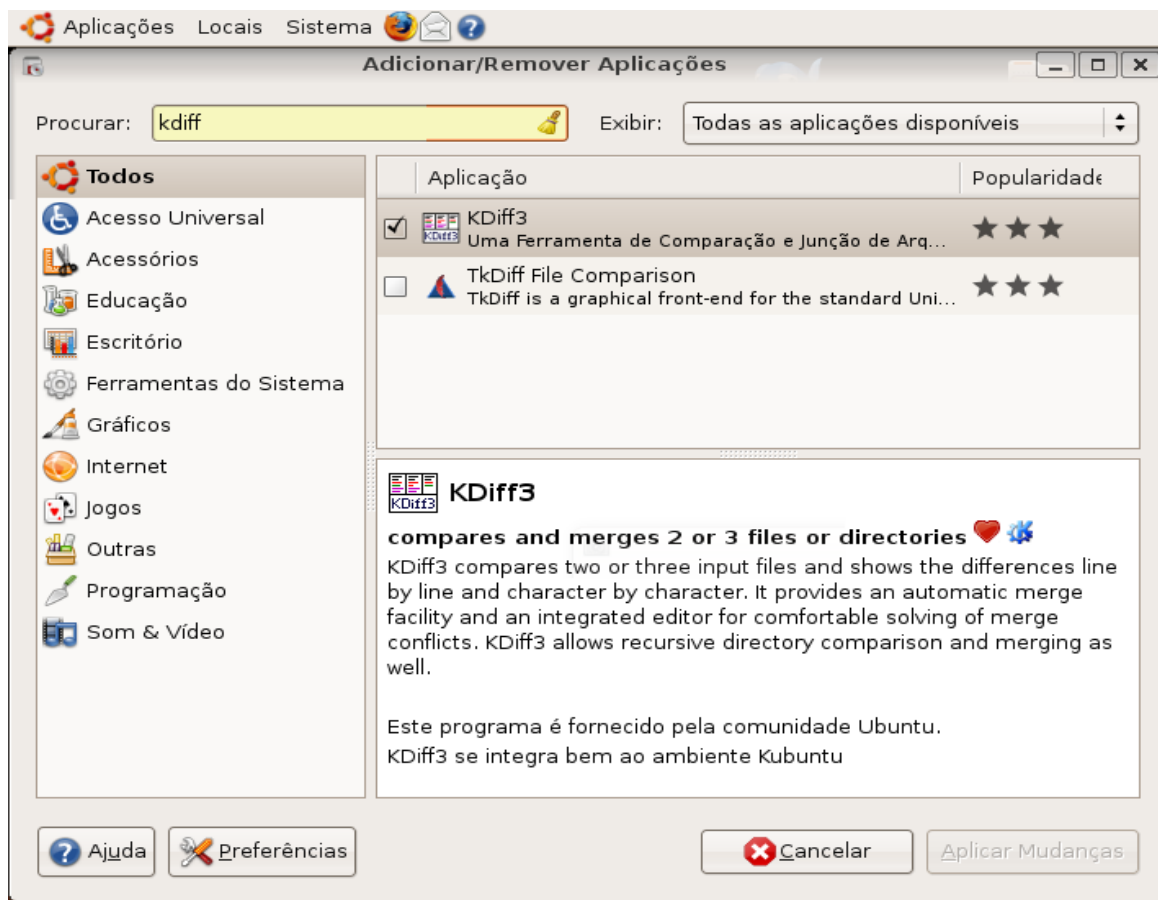 Aplicações Locais Sistema
Adicionar/Remover Aplicações
Procurar: kdiff Exibir: Todas as aplicações disponíveis
Todos
Acesso Universal
Acessórios
Educação
Escritório
Ferramentas do Sistema
Gráficos
Internet
Jogos
Outras
Programação
Som & Vídeo
Aplicação Popularidade
KDiff3
Uma Ferramenta de Comparação e Junção de Arq...
TkDiff File Comparison
TkDiff is a graphical front-end for the standard Uni...
KDiff3
compares and merges 2 or 3 files or directories
KDiff3 compares two or three input files and shows the differences line
by line and character by character. It provides an automatic merge
facility and an integrated editor for comfortable solving of merge
conflicts. KDiff3 allows recursive directory comparison and merging as
well.
Este programa é fornecido pela comunidade Ubuntu.
KDiff3 se integra bem ao ambiente Kubuntu
Ajuda Preferências Cancelar Aplicar Mudanças